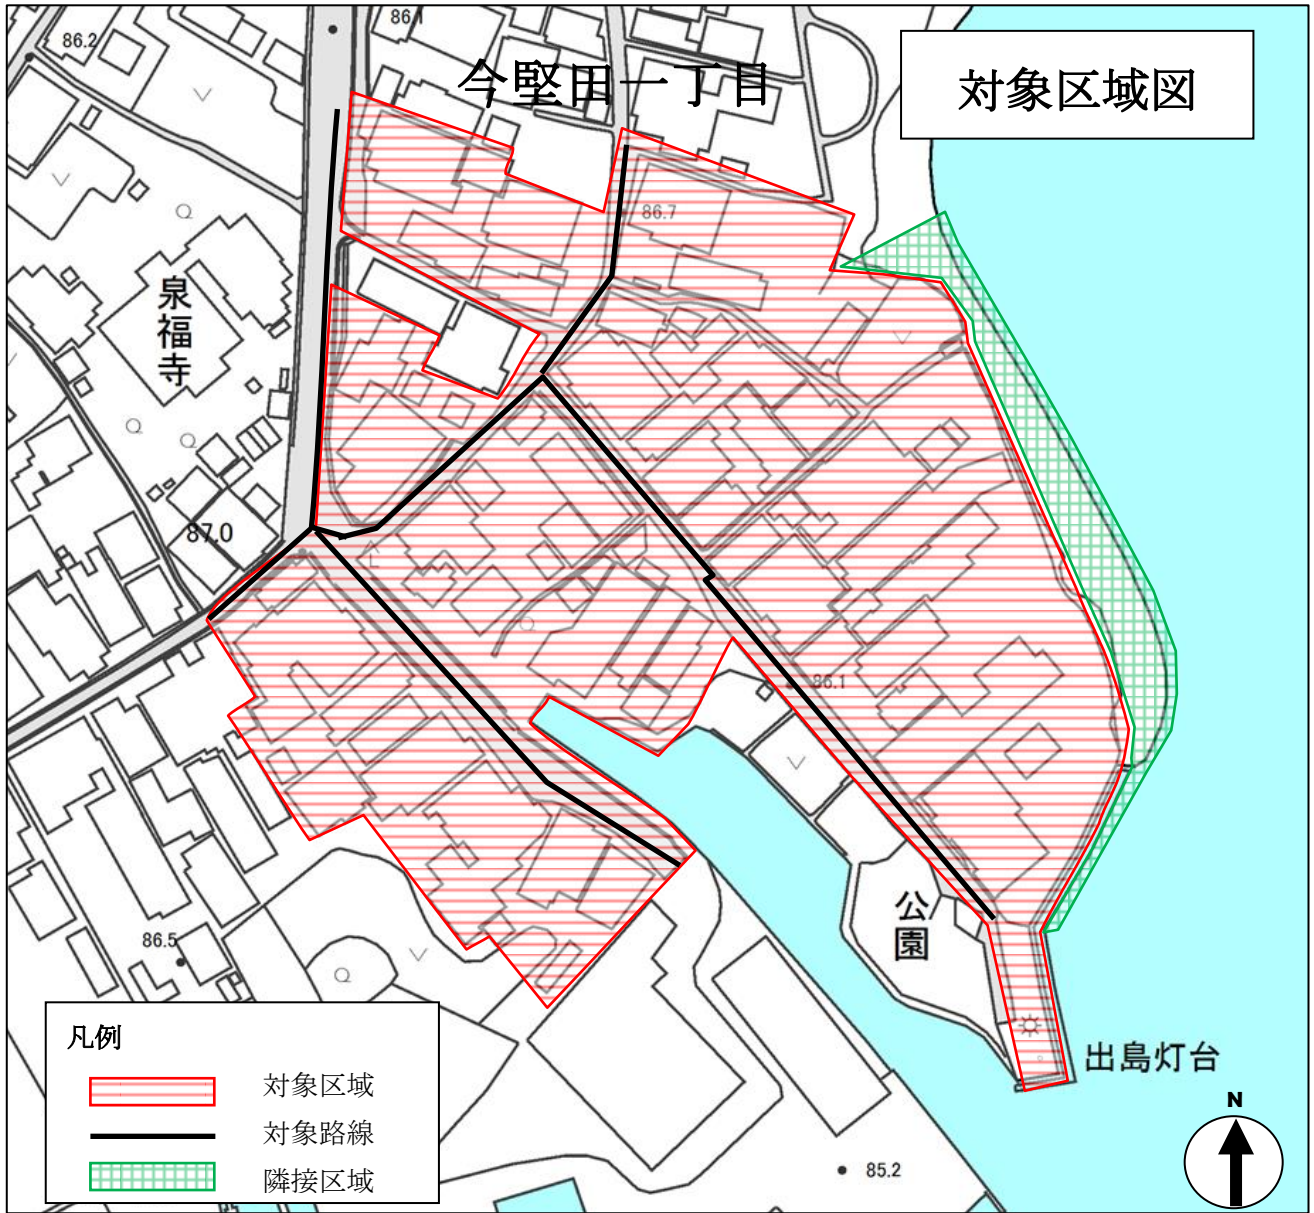 86.1
86.2
今堅田一丁目
対象区域図
86.7
泉福寺
87.0
86.1
公園
86.5
出島灯台
凡例
対象区域
対象路線
隣接区域
N
85.2